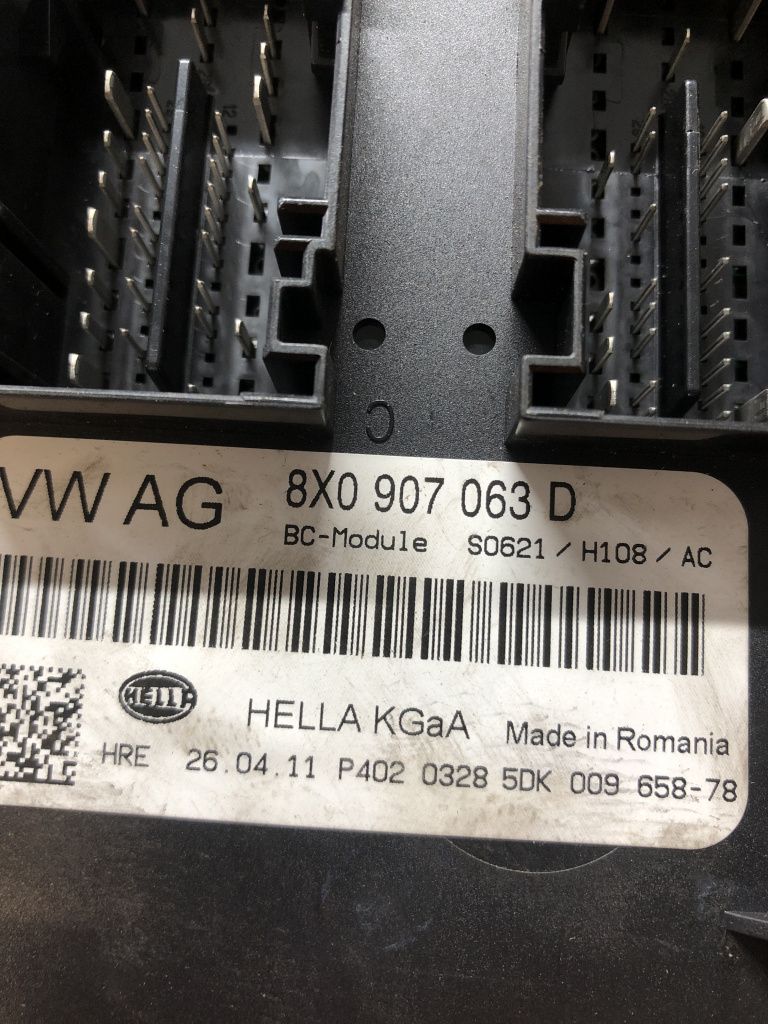 VW AG
8X0 907 063 D
BC-Module S0621 / H108 / AC
HELLA
HELLA KGaA Made in Romania
HRE 26.04.11 P402 0328 5DK 009 658-78